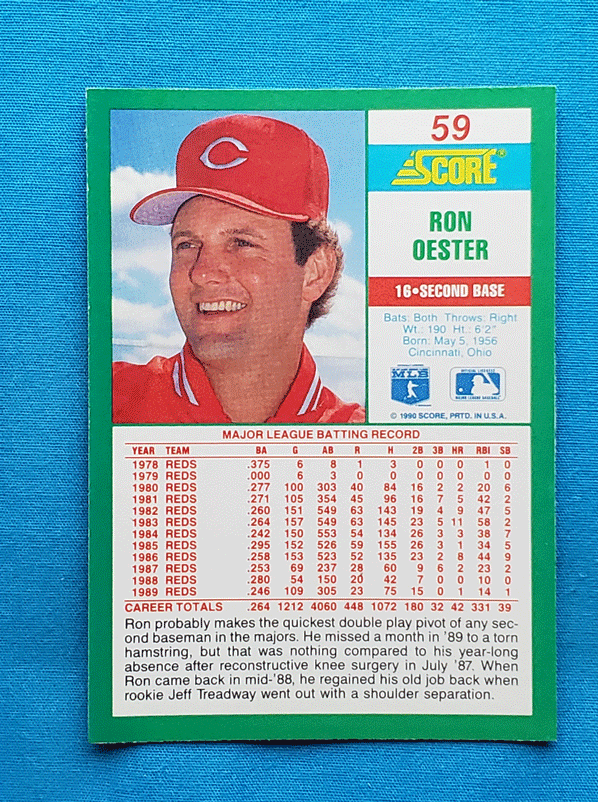 C
59
SCORE®
RON
OESTER
16•SECOND BASE
Bats: Both Throws: Right
Wt.: 190 Ht.: 6'2"
Born: May 5, 1956
Cincinnati, Ohio
MLB
© 1990 SCORE, PRTD. IN U.S.A.
MAJOR LEAGUE BATTING RECORD
YEAR TEAM BA G AB R H 2B 3B HR RBI SB
1978 REDS .375 6 8 1 3 0 0 0 1 0
1979 REDS .000 6 3 0 0 0 0 0 0 0
1980 REDS .277 100 303 40 84 16 2 2 20 6
1981 REDS .271 105 354 45 96 16 7 5 42 2
1982 REDS .260 151 549 63 143 19 4 9 47 5
1983 REDS .264 157 549 63 145 23 5 11 58 2
1984 REDS .242 150 553 54 134 26 3 3 38 7
1985 REDS .295 152 526 59 155 26 3 1 34 5
1986 REDS .258 153 523 52 135 23 2 8 44 9
1987 REDS .253 69 237 28 60 9 6 2 23 2
1988 REDS .280 54 150 20 42 7 0 0 10 0
1989 REDS .246 109 305 23 75 15 0 1 14 1
CAREER TOTALS .264 1212 4060 448 1072 180 32 42 331 39
Ron probably makes the quickest double play pivot of any sec-
ond baseman in the majors. He missed a month in '89 to a torn
hamstring, but that was nothing compared to his year-long
absence after reconstructive knee surgery in July '87. When
Ron came back in mid-'88, he regained his old job back when
rookie Jeff Treadway went out with a shoulder separation.